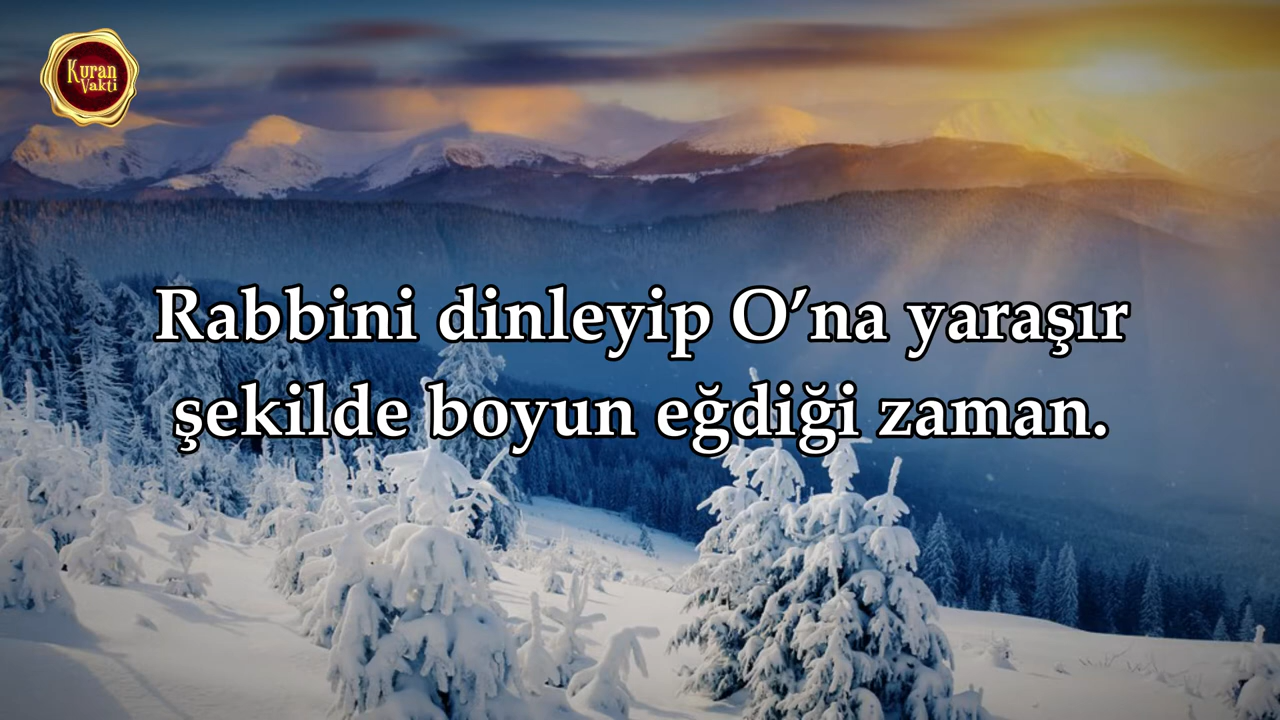 Kuran
Vakti
Rabbini dinleyip O’na yaraşır
şekilde boyun eğdiği zaman.